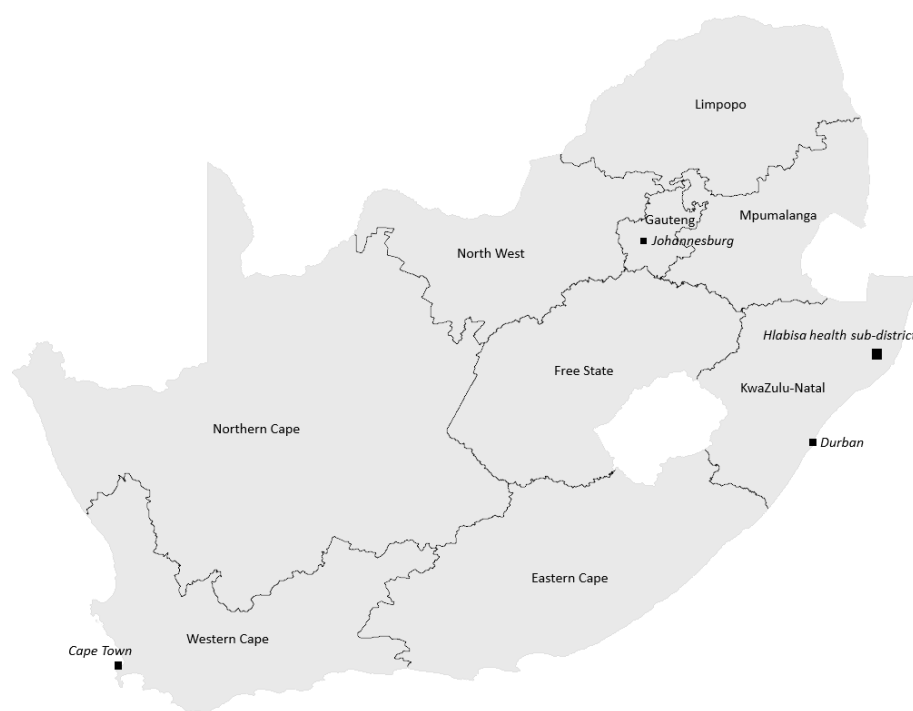 Limpopo
Gauteng
Mpumalanga
Johannesburg
North West
Hlabisa health sub-district
Free State
KwaZulu-Natal
Northern Cape
Durban
Eastern Cape
Western Cape
Cape Town